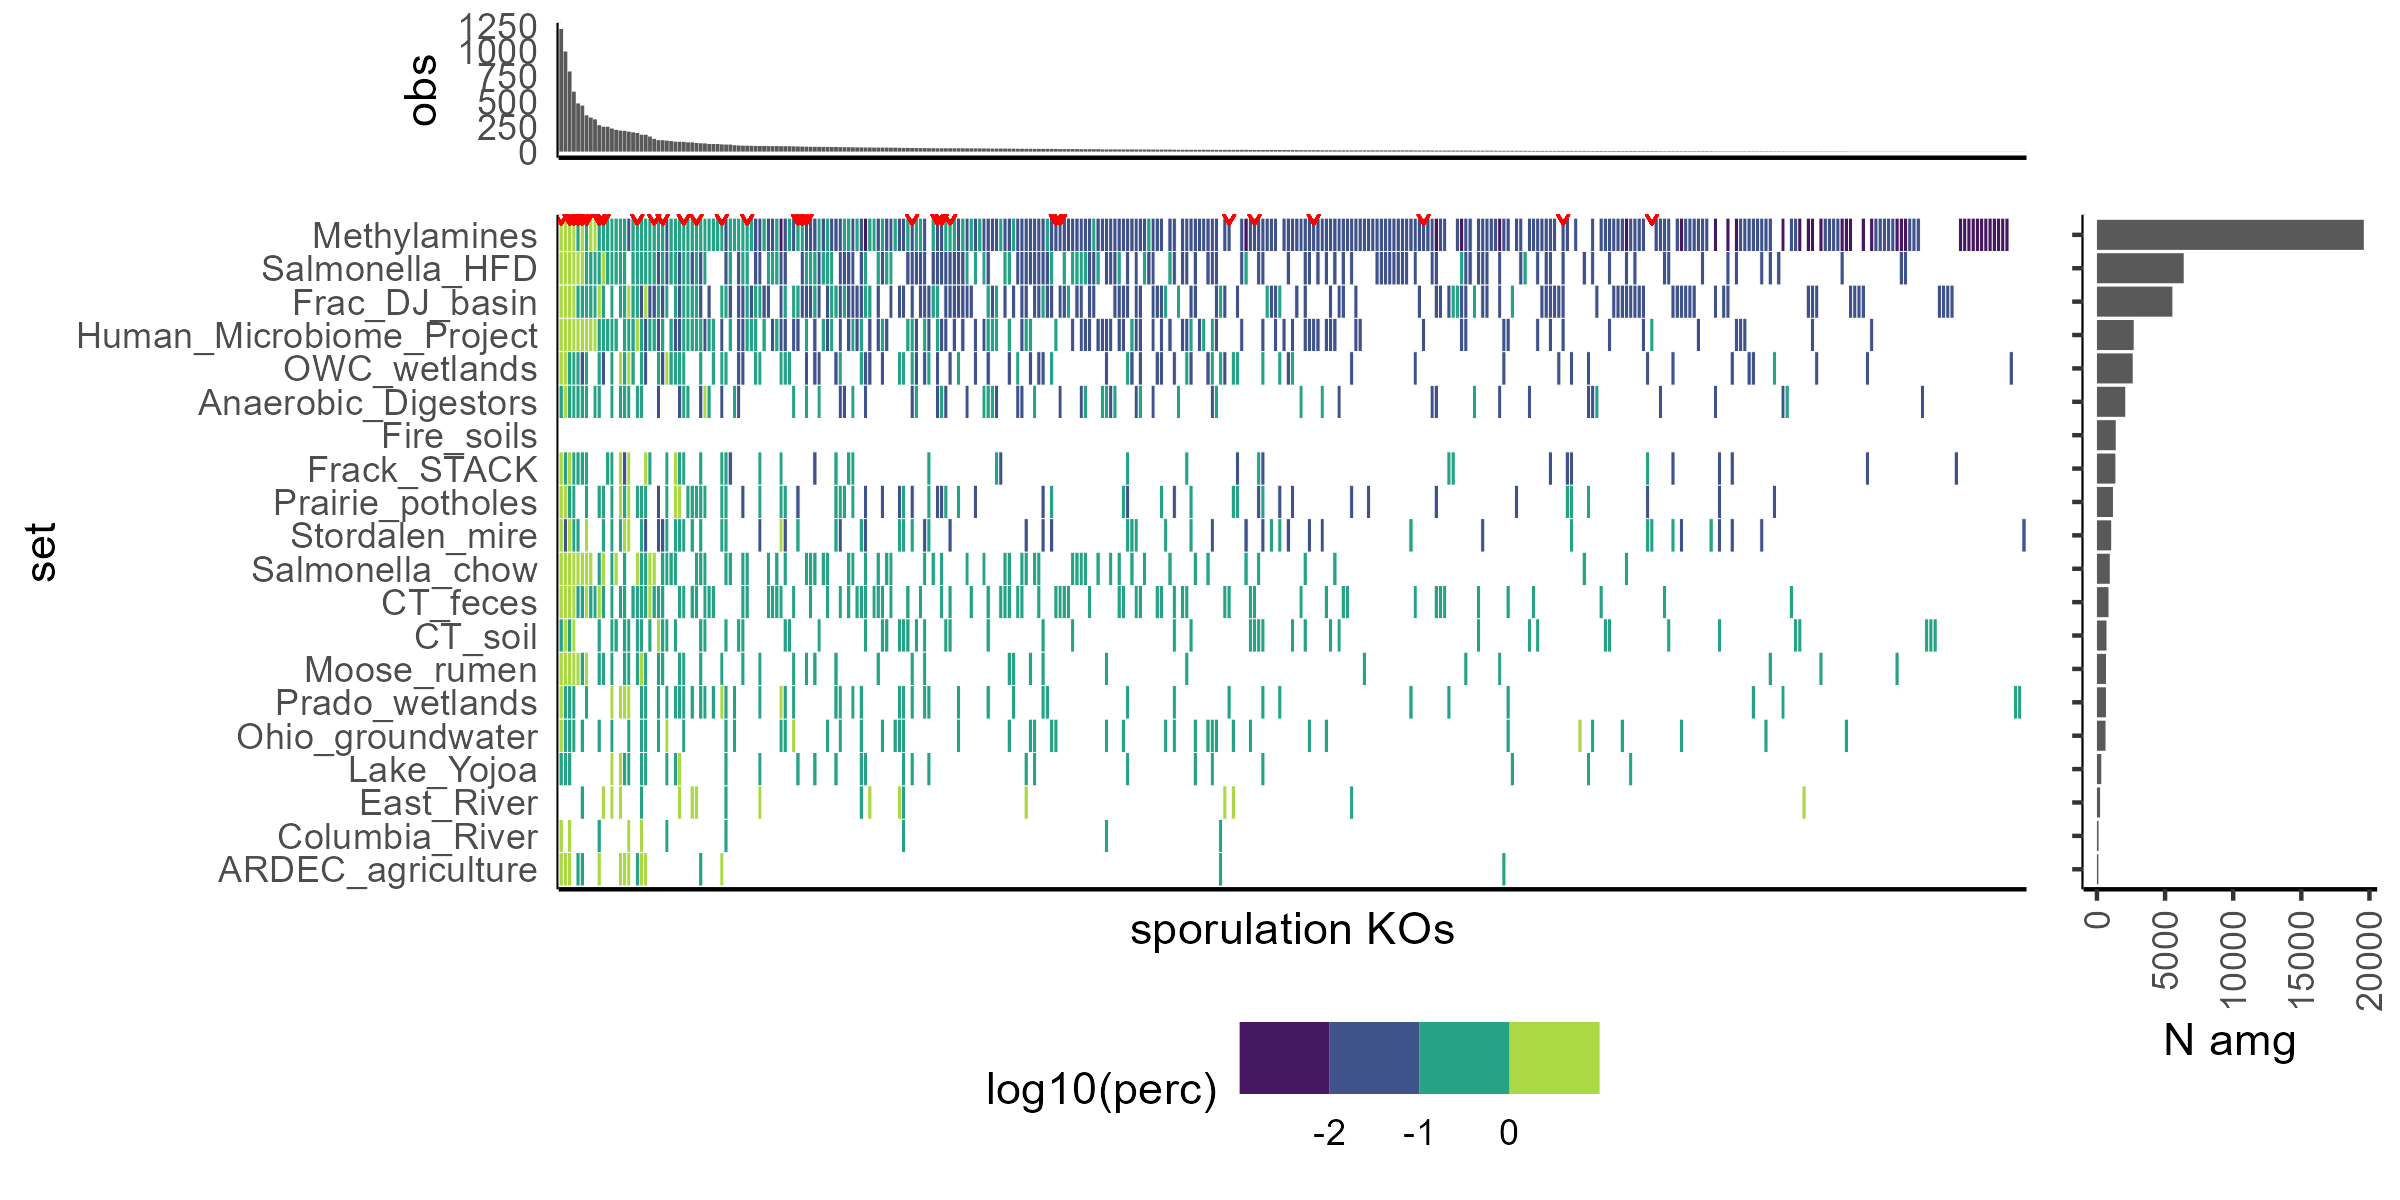 1250
1000
750
500
250
0
obs
Methylamines
Salmonella_HFD
Frac_DJ_basin
Human_Microbiome_Project
OWC_wetlands
Anaerobic_Digestors
Fire_soils
Frack_STACK
Prairie_potholes
Stordalen_mire
Salmonella_chow
CT_feces
CT_soil
Moose_rumen
Prado_wetlands
Ohio_groundwater
Lake_Yojoa
East_River
Columbia_River
ARDEC_agriculture
set
sporulation KOs
0
5000
10000
15000
20000
N amg
log10(perc)
-2 -1 0